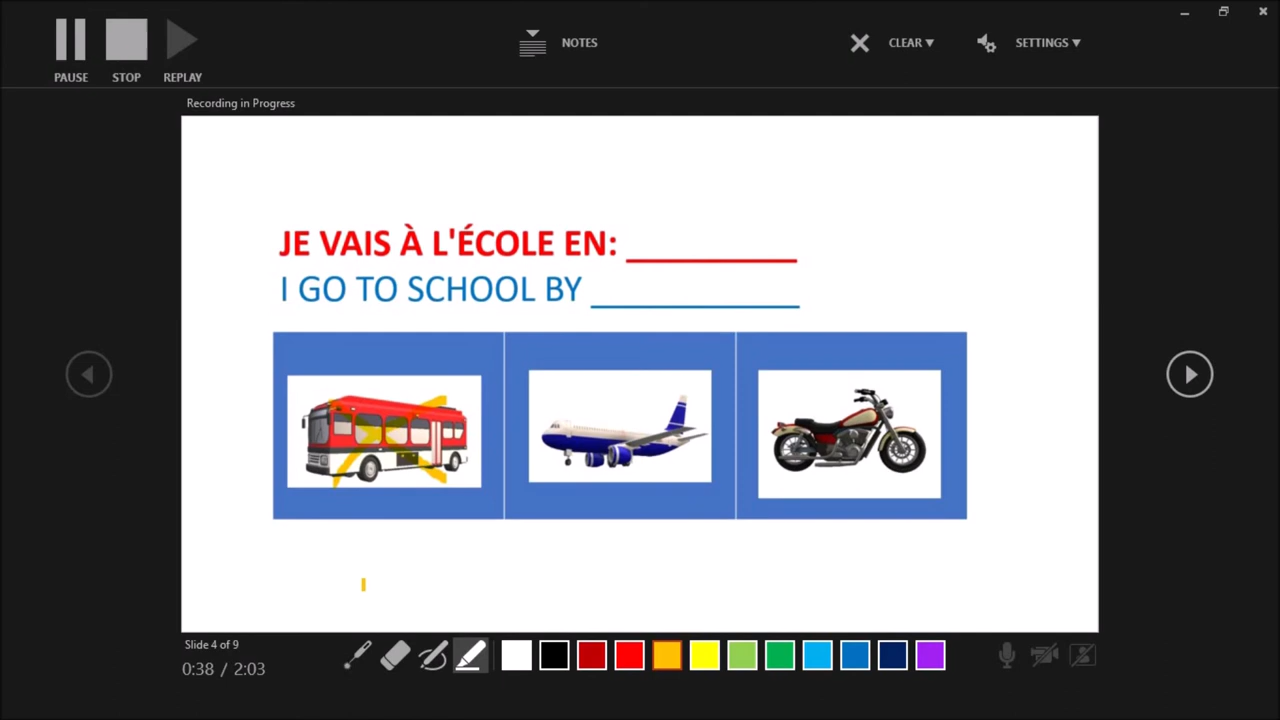 PAUSE STOP REPLAY
NOTES
CLEAR
SETTINGS
Recording in Progress
JE VAIS À L'ÉCOLE EN: __________
I GO TO SCHOOL BY ____________
Slide 4 of 9
0:38 / 2:03